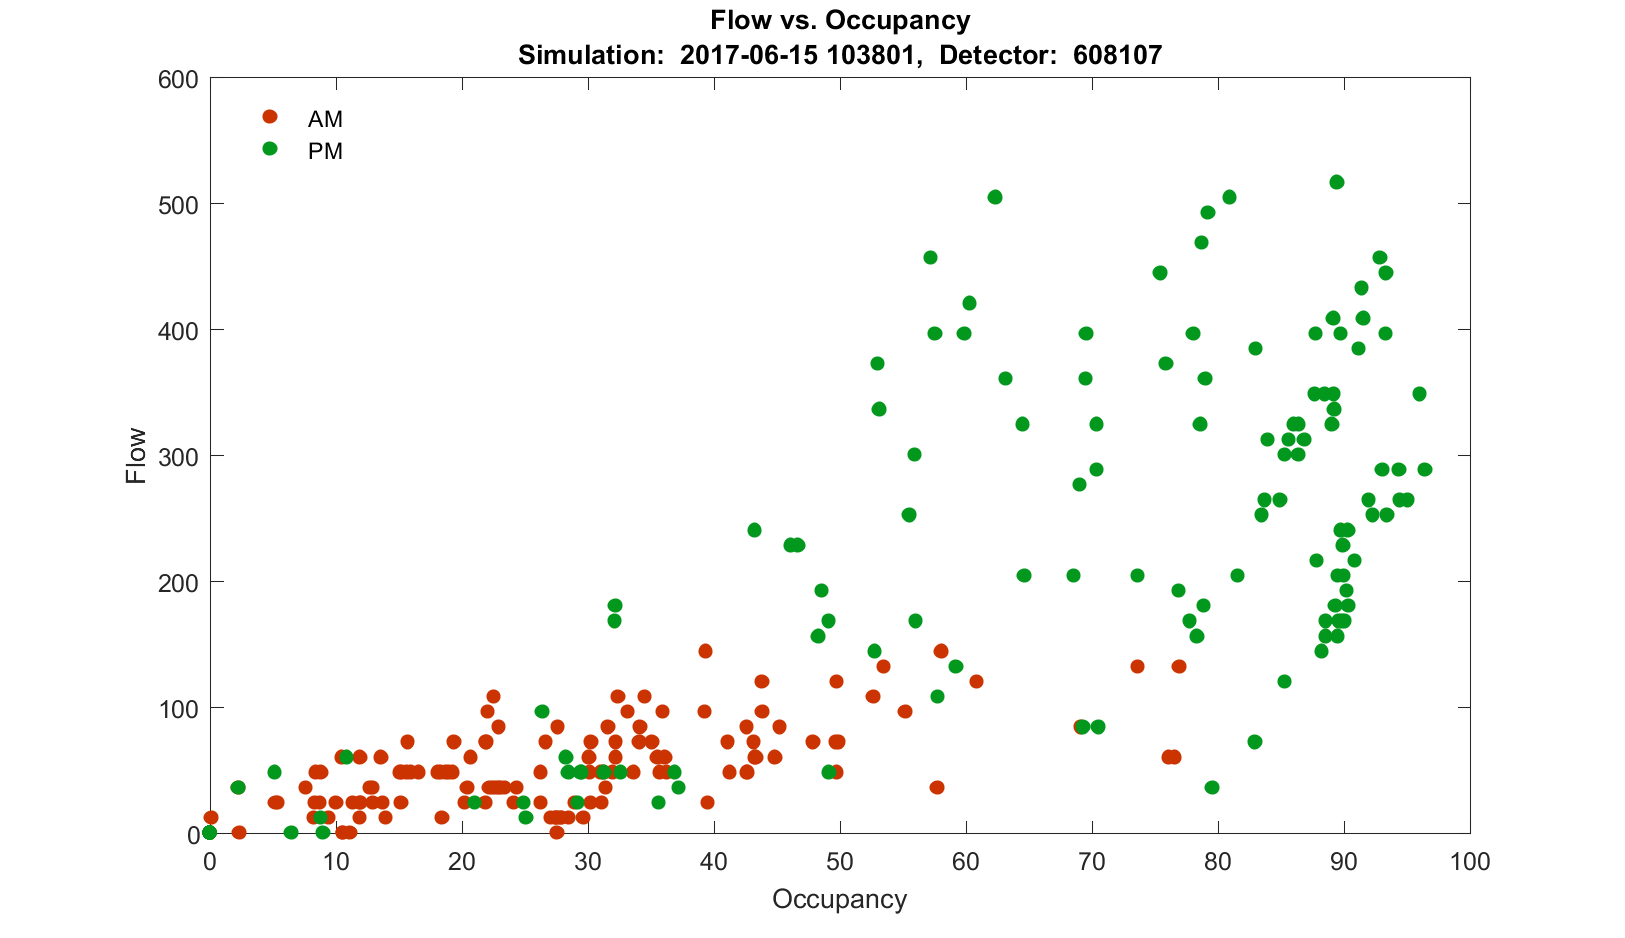 Flow vs. Occupancy
Simulation:  2017-06-15 103801,  Detector:  608107
AM
PM
600
500
400
300
200
100
0
Flow
0 10 20 30 40 50 60 70 80 90 100
Occupancy